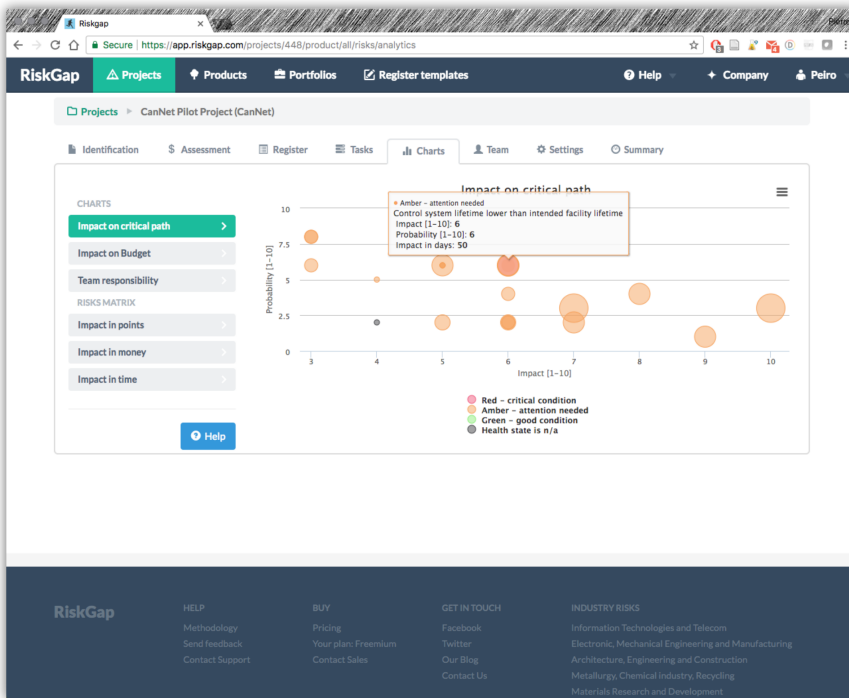 Riskgap
Secure | https://app.riskgap.com/projects/448/product/all/risks/analytics
RiskGap Projects Products Portfolios Register templates Help Company Peiro
Projects CanNet Pilot Project (CanNet)
Identification $ Assessment Register Tasks Charts Team Settings Summary
CHARTS
Impact on critical path
Impact on Budget
Team responsibility
RISKS MATRIX
Impact in points
Impact in money
Impact in time
Help
Impact on critical path
Amber – attention needed
Control system lifetime lower than intended facility lifetime
Impact [1–10]: 6
Probability [1–10]: 6
Impact in days: 50
Probability [1–10]
10
7.5
5
2.5
0
3 4 5 6 7 8 9 10
Impact [1–10]
Red – critical condition
Amber – attention needed
Green – good condition
Health state is n/a
RiskGap
HELP
Methodology
Send feedback
Contact Support
BUY
Pricing
Your plan: Freemium
Contact Sales
GET IN TOUCH
Facebook
Twitter
Our Blog
Contact Us
INDUSTRY RISKS
Information Technologies and Telecom
Electronic, Mechanical Engineering and Manufacturing
Architecture, Engineering and Construction
Metallurgy, Chemical industry, Recycling
Materials Research and Development